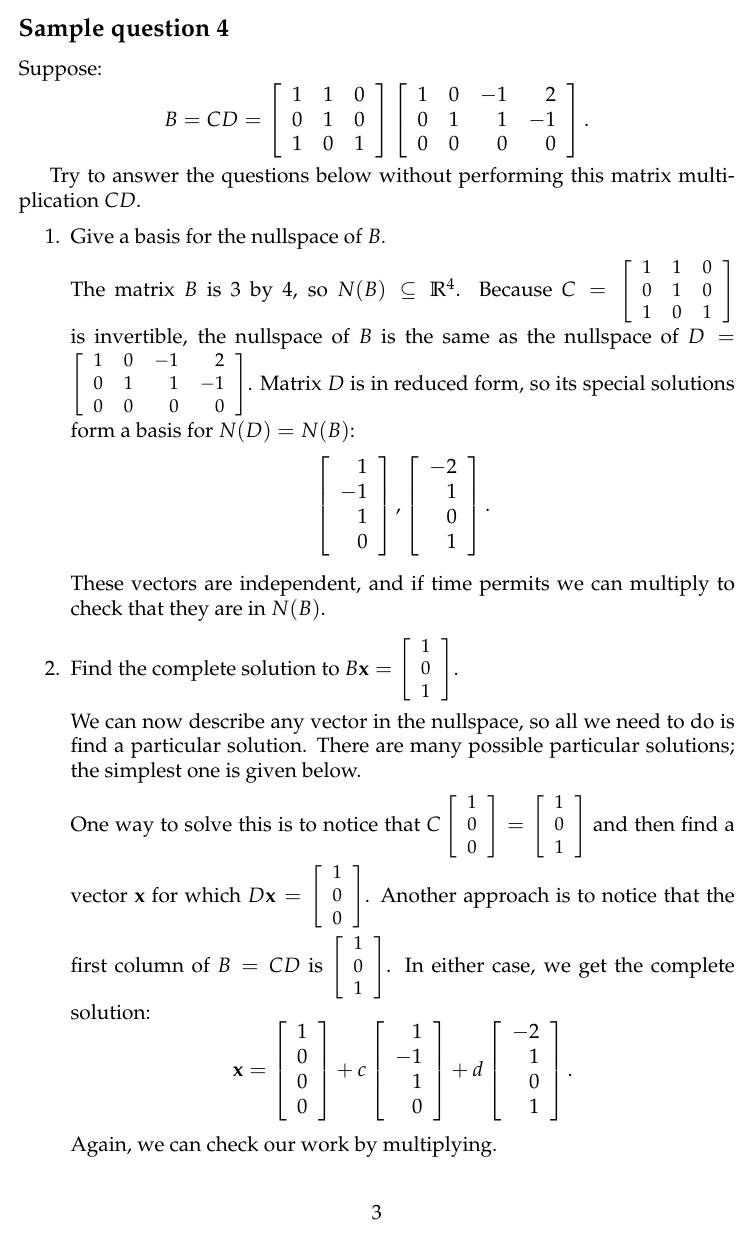 Sample question 4
Suppose:
B = CD = [ 1 1 0 ; 0 1 0 ; 1 0 1 ] [ 1 0 −1 2 ; 0 1 1 −1 ; 0 0 0 0 ] .
Try to answer the questions below without performing this matrix multi-
plication CD.
1. Give a basis for the nullspace of B.
The matrix B is 3 by 4, so N(B) ⊆ ℝ⁴. Because C = [ 1 1 0 ; 0 1 0 ; 1 0 1 ]
is invertible, the nullspace of B is the same as the nullspace of D =
[ 1 0 −1 2 ; 0 1 1 −1 ; 0 0 0 0 ] . Matrix D is in reduced form, so its special solutions
form a basis for N(D) = N(B):
[ 1 ; −1 ; 1 ; 0 ] , [ −2 ; 1 ; 0 ; 1 ] .
These vectors are independent, and if time permits we can multiply to
check that they are in N(B).
2. Find the complete solution to Bx = [ 1 ; 0 ; 1 ] .
We can now describe any vector in the nullspace, so all we need to do is
find a particular solution. There are many possible particular solutions;
the simplest one is given below.
One way to solve this is to notice that C [ 1 ; 0 ; 0 ] = [ 1 ; 0 ; 1 ] and then find a
vector x for which Dx = [ 1 ; 0 ; 0 ] . Another approach is to notice that the
first column of B = CD is [ 1 ; 0 ; 1 ] . In either case, we get the complete
solution:
x = [ 1 ; 0 ; 0 ; 0 ] + c [ 1 ; −1 ; 1 ; 0 ] + d [ −2 ; 1 ; 0 ; 1 ] .
Again, we can check our work by multiplying.
3